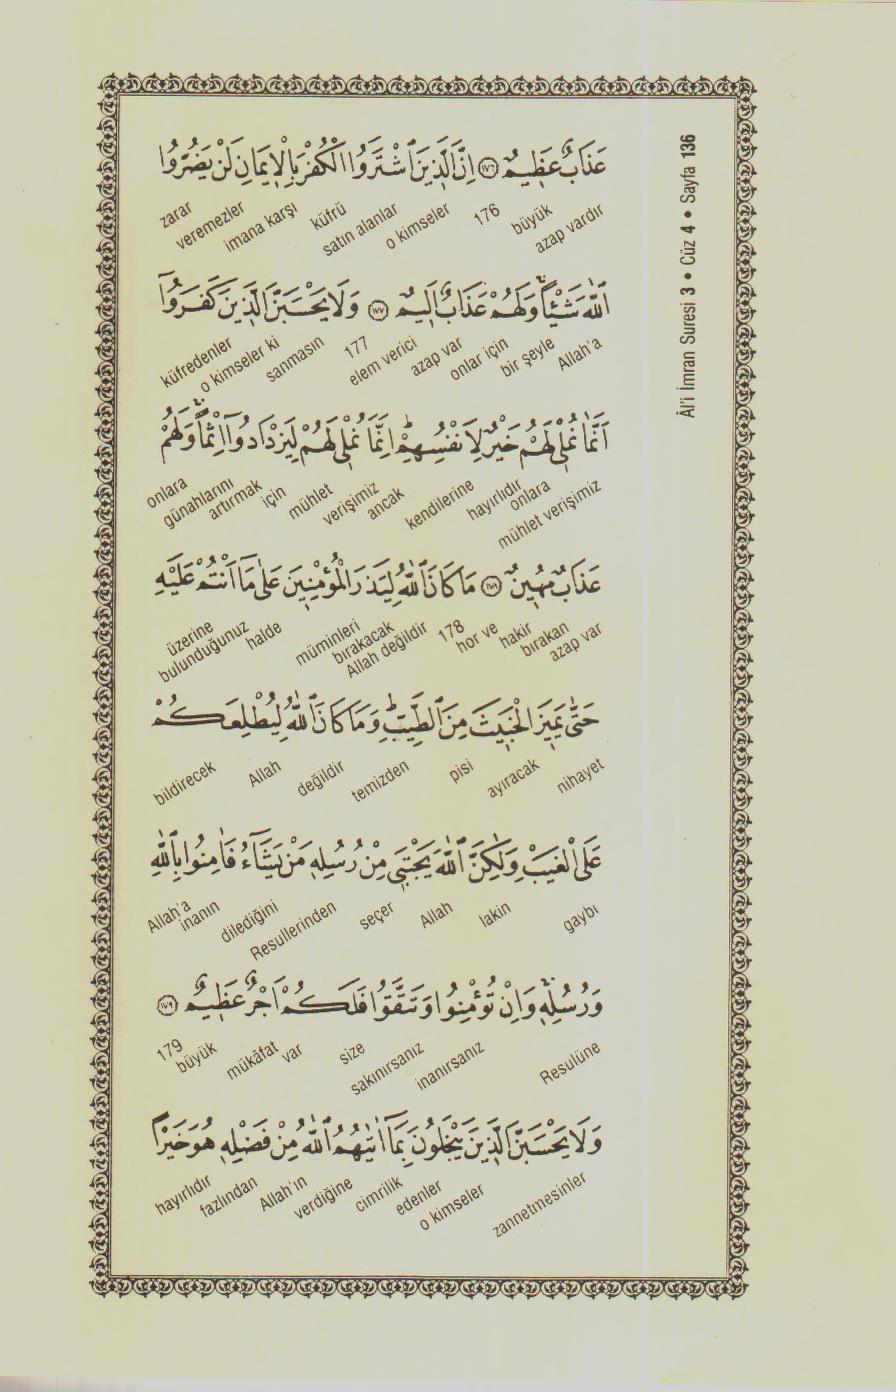 Âl'i İmran Suresi 3 • Cüz 4 • Sayfa 136
عَذَابٌ عَظ۪يمٌ ﴿١٧٦﴾ اِنَّ الَّذ۪ينَ اشْتَرَوُا الْكُفْرَ بِالْا۪يمَانِ لَنْ يَضُرُّوا
azap vardır büyük 176 o kimseler satın alanlar küfrü imana karşı veremezler zarar
اللّٰهَ شَيْـًٔاۚ وَلَهُمْ عَذَابٌ اَل۪يمٌ ﴿١٧٧﴾ وَلَا يَحْسَبَنَّ الَّذ۪ينَ كَفَرُٓوا
Allah'a bir şeyle onlar için azap var elem verici 177 sanmasın o kimseler ki küfredenler
اَنَّمَا نُمْل۪ي لَهُمْ خَيْرٌ لِاَنْفُسِهِمْۜ اِنَّمَا نُمْل۪ي لَهُمْ لِيَزْدَادُٓوا اِثْمًاۚ وَلَهُمْ
mühlet verişimiz onlara hayırlıdır kendilerine ancak verişimiz mühlet için artırmak günahlarını onlara
عَذَابٌ مُه۪ينٌ ﴿١٧٨﴾ مَا كَانَ اللّٰهُ لِيَذَرَ الْمُؤْمِن۪ينَ عَلٰى مَٓا اَنْتُمْ عَلَيْهِ
azap var bırakan hakir hor ve 178 Allah değildir bırakacak müminleri halde bulunduğunuz üzerine
حَتّٰى يَم۪يزَ الْخَب۪يثَ مِنَ الطَّيِّبِۜ وَمَا كَانَ اللّٰهُ لِيُطْلِعَكُمْ
nihayet ayıracak pisi temizden değildir Allah bildirecek
عَلَى الْغَيْبِ وَلٰكِنَّ اللّٰهَ يَجْتَب۪ي مِنْ رُسُلِه۪ مَنْ يَشَٓاءُ فَاٰمِنُوا بِاللّٰهِ
gaybı lakin Allah seçer Resullerinden dilediğini inanın Allah'a
وَرُسُلِه۪ۚ وَاِنْ تُؤْمِنُوا وَتَتَّقُوا فَلَكُمْ اَجْرٌ عَظ۪يمٌ ﴿١٧٩﴾
Resulüne inanırsanız sakınırsanız size var mükâfat büyük 179
وَلَا يَحْسَبَنَّ الَّذ۪ينَ يَبْخَلُونَ بِمَٓا اٰتٰيهُمُ اللّٰهُ مِنْ فَضْلِه۪ هُوَ خَيْرًا
zannetmesinler o kimseler edenler cimrilik verdiğine Allah'ın fazlından hayırlıdır